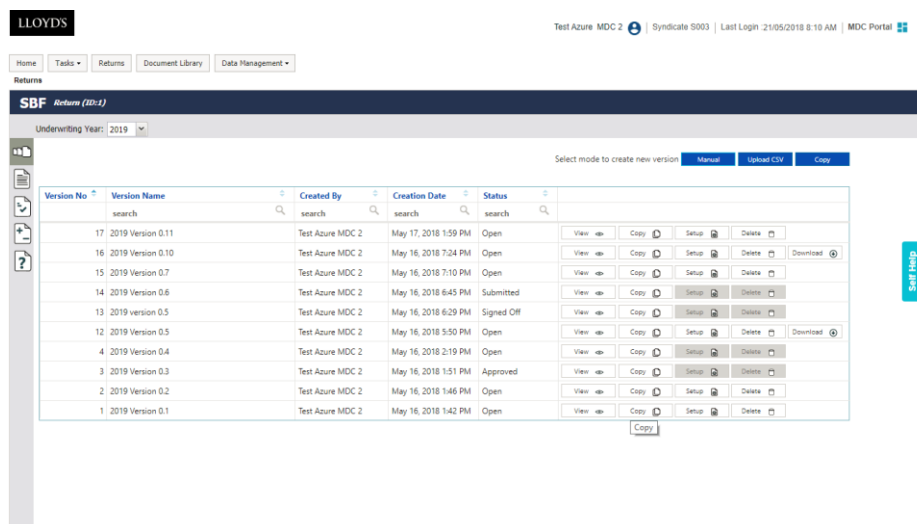 LLOYD'S
Test Azure MDC 2 | Syndicate S003 | Last Login :21/05/2018 8:10 AM | MDC Portal
Home Tasks Returns Document Library Data Management
Returns
SBF Return (ID:1)
Underwriting Year: 2019
Select mode to create new version Manual Upload CSV Copy
Version No Version Name Created By Creation Date Status
search search search search
17 2019 Version 0.11 Test Azure MDC 2 May 17, 2018 1:59 PM Open View Copy Setup Delete
16 2019 Version 0.10 Test Azure MDC 2 May 16, 2018 7:24 PM Open View Copy Setup Delete Download
15 2019 Version 0.7 Test Azure MDC 2 May 16, 2018 7:10 PM Open View Copy Setup Delete
14 2019 Version 0.6 Test Azure MDC 2 May 16, 2018 6:45 PM Submitted View Copy Setup Delete
13 2019 version 0.5 Test Azure MDC 2 May 16, 2018 6:29 PM Signed Off View Copy Setup Delete
12 2019 version 0.5 Test Azure MDC 2 May 16, 2018 5:50 PM Open View Copy Setup Delete Download
4 2019 Version 0.4 Test Azure MDC 2 May 16, 2018 2:19 PM Open View Copy Setup Delete
3 2019 Version 0.3 Test Azure MDC 2 May 16, 2018 1:51 PM Approved View Copy Setup Delete
2 2019 Version 0.2 Test Azure MDC 2 May 16, 2018 1:46 PM Open View Copy Setup Delete
1 2019 Version 0.1 Test Azure MDC 2 May 16, 2018 1:42 PM Open View Copy Setup Delete
Copy
Self Help